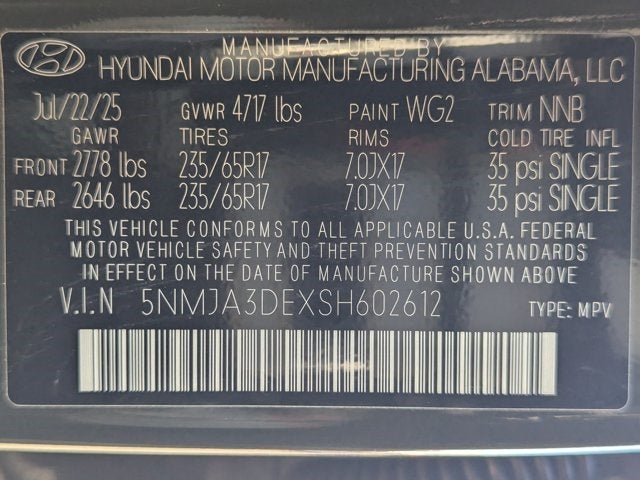 MANUFACTURED BY
HYUNDAI MOTOR MANUFACTURING ALABAMA, LLC
Jul/22/25 GVWR 4717 lbs PAINT WG2 TRIM NNB
GAWR TIRES RIMS COLD TIRE INFL
FRONT 2778 lbs 235/65R17 7.0JX17 35 psi SINGLE
REAR 2646 lbs 235/65R17 7.0JX17 35 psi SINGLE
THIS VEHICLE CONFORMS TO ALL APPLICABLE U.S.A. FEDERAL
MOTOR VEHICLE SAFETY AND THEFT PREVENTION STANDARDS
IN EFFECT ON THE DATE OF MANUFACTURE SHOWN ABOVE
V.I.N 5NMJA3DEXSH602612 TYPE: MPV